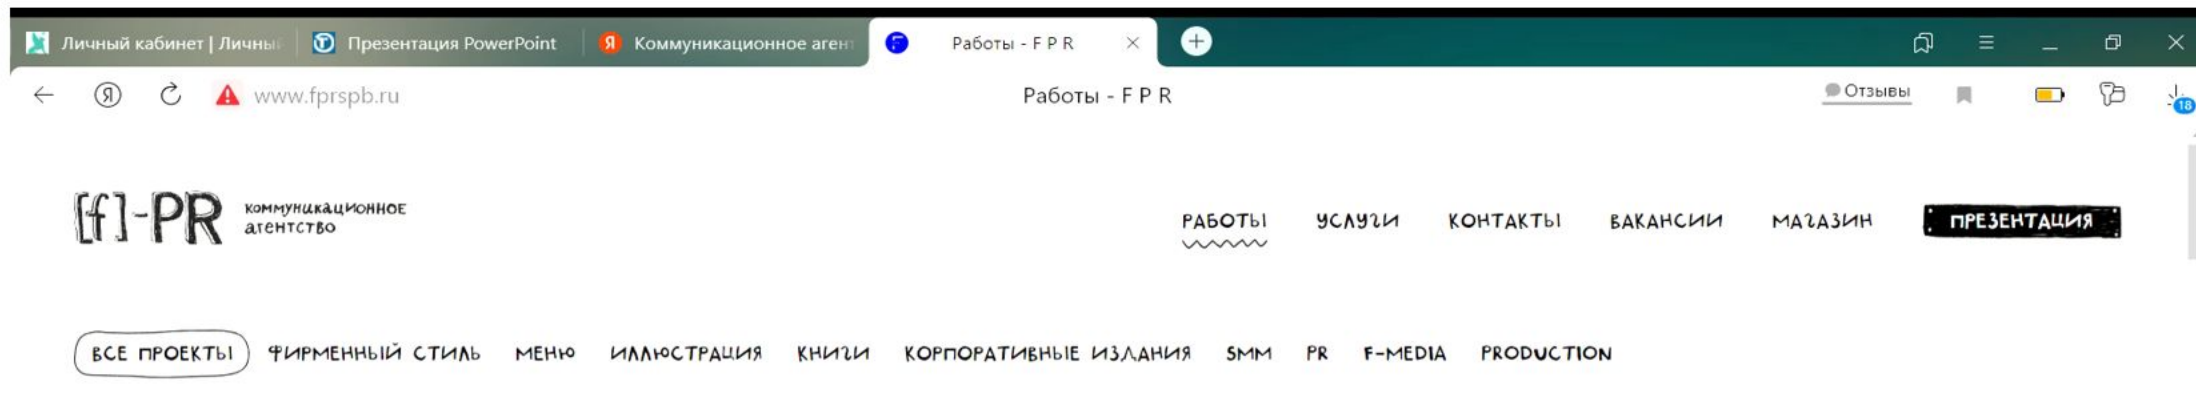 Личный кабинет | Личны Презентация PowerPoint Я Коммуникационное аген Работы - F P R
Я www.fprspb.ru Работы - F P R Отзывы 18
[f]-PR коммуникационное агентство РАБОТЫ УСЛУГИ КОНТАКТЫ ВАКАНСИИ МАГАЗИН ПРЕЗЕНТАЦИЯ
ВСЕ ПРОЕКТЫ ФИРМЕННЫЙ СТИЛЬ МЕНЮ ИЛЛЮСТРАЦИЯ КНИГИ КОРПОРАТИВНЫЕ ИЗДАНИЯ SMM PR F-MEDIA PRODUCTION